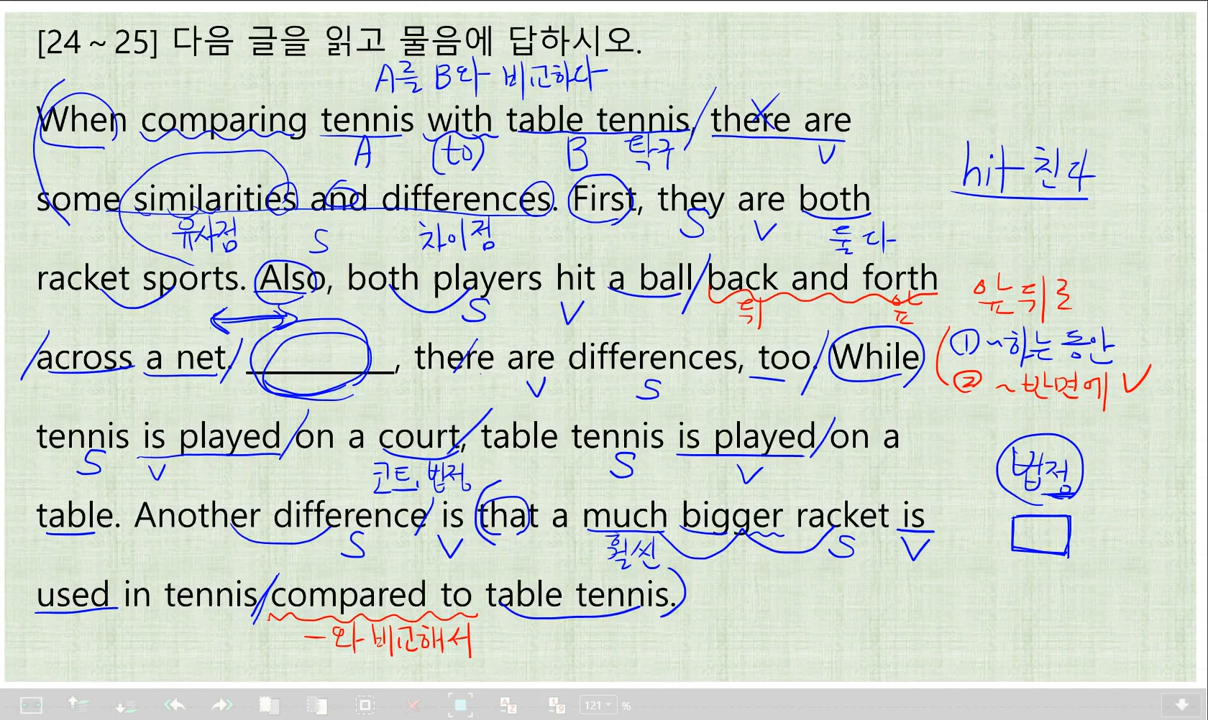 [24 ~ 25] 다음 글을 읽고 물음에 답하시오.
A를 B와 비교하다
When comparing tennis with table tennis, there are
A (to) B 탁구 V
hit 친다
some similarities and differences. First, they are both
유사점 S 차이점 S V 둘 다
racket sports. Also, both players hit a ball back and forth
S V 뒤 앞 앞뒤로
across a net. __________, there are differences, too. While
① ~하는 동안
② ~반면에 V
V S
tennis is played on a court, table tennis is played on a
S V 코트, 법정 S V
법정
table. Another difference is that a much bigger racket is
S V 훨씬 S V
used in tennis compared to table tennis.
~와 비교해서
121 %